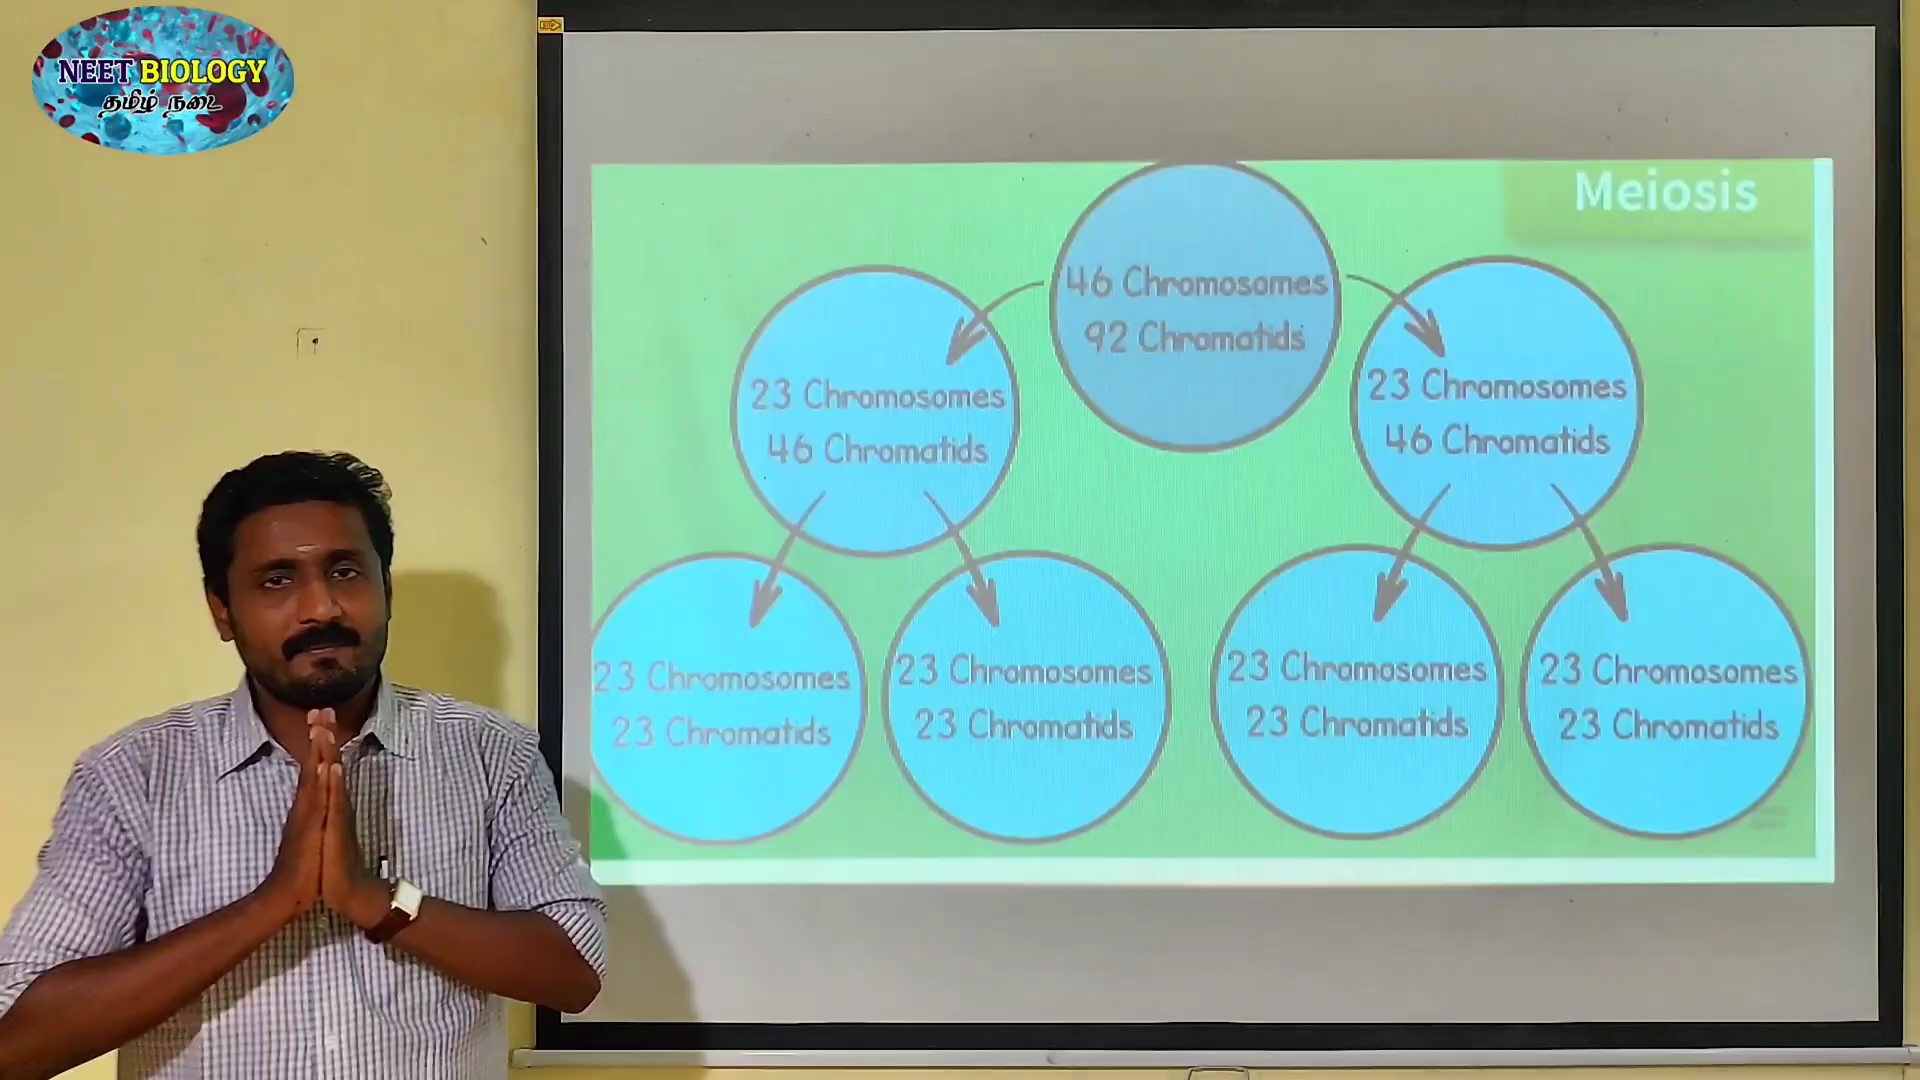 NEET BIOLOGY
தமிழ் நடை
Meiosis
46 Chromosomes
92 Chromatids
23 Chromosomes
46 Chromatids
23 Chromosomes
46 Chromatids
23 Chromosomes
23 Chromatids
23 Chromosomes
23 Chromatids
23 Chromosomes
23 Chromatids
23 Chromosomes
23 Chromatids